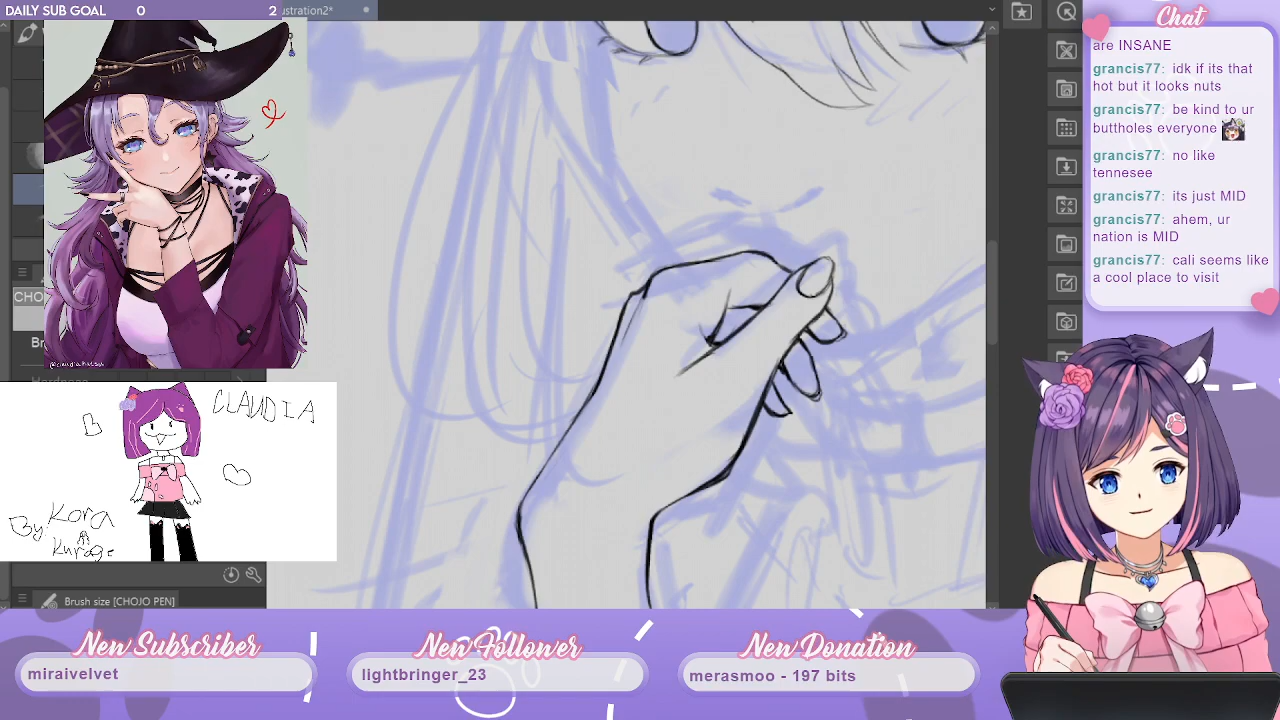 DAILY SUB GOAL 0 2
ustration2*
Chat
are INSANE
grancis77: idk if its that
hot but it looks nuts
grancis77: be kind to ur
buttholes everyone
grancis77: no like
tennesee
grancis77: its just MID
grancis77: ahem, ur
nation is MID
grancis77: cali seems like
a cool place to visit
CHO
Br
Hardness
CLAUDIA
By Kora
Brush size [CHOJO PEN]
New Subscriber
miraivelvet
New Follower
lightbringer_23
New Donation
merasmoo - 197 bits